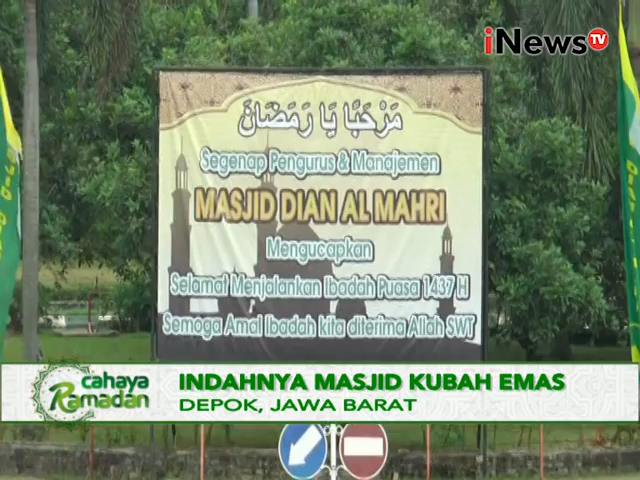 iNews TV
مَرْحَبًا يَا رَمَضَانَ
Segenap Pengurus & Manajemen
MASJID DIAN AL MAHRI
Mengucapkan
Selamat Menjalankan Ibadah Puasa 1437 H
Semoga Amal Ibadah kita diterima Allah SWT
cahaya
Ramadan
INDAHNYA MASJID KUBAH EMAS
DEPOK, JAWA BARAT